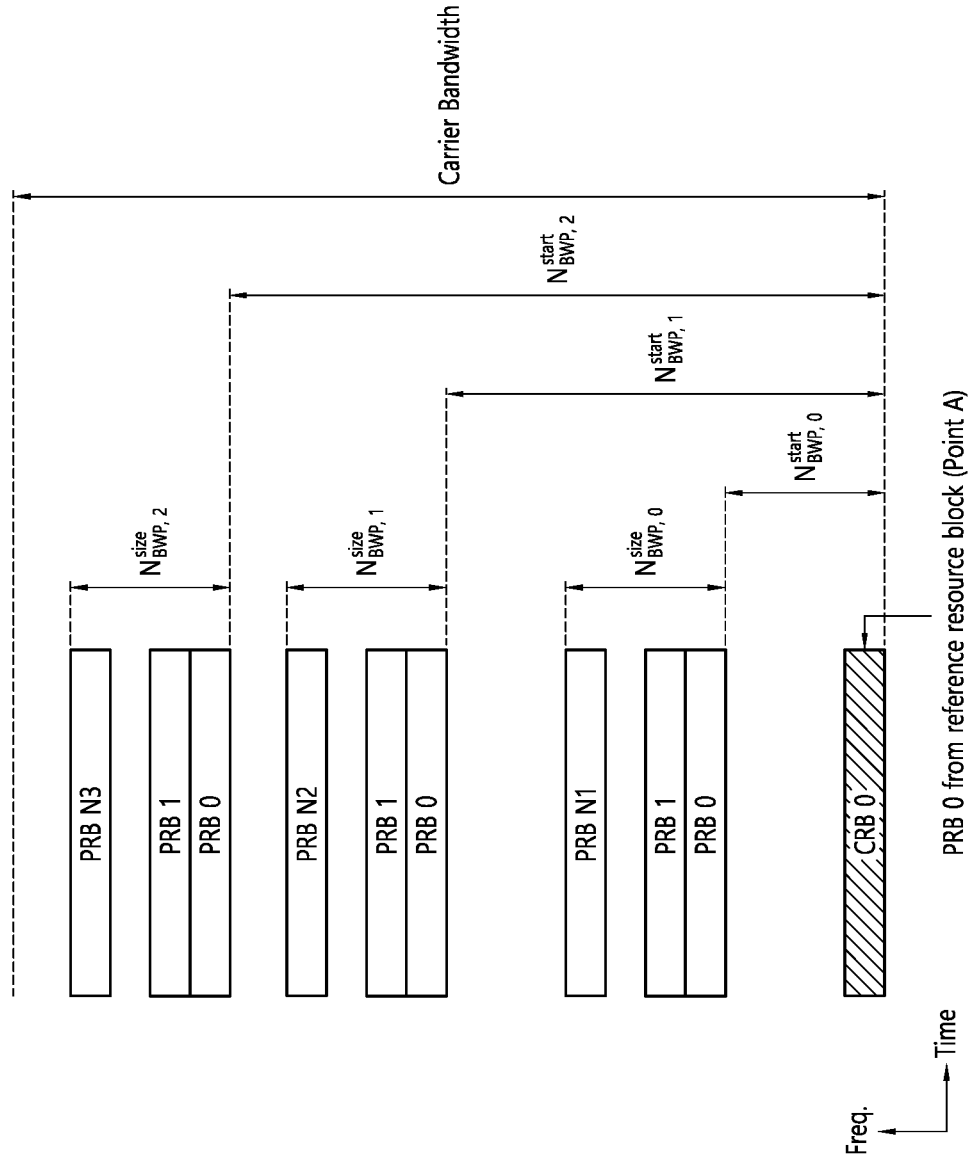 Carrier Bandwidth
N^start_BWP, 2
N^start_BWP, 1
N^start_BWP, 0
N^size_BWP, 2
N^size_BWP, 1
N^size_BWP, 0
PRB N3
PRB 1
PRB 0
PRB N2
PRB 1
PRB 0
PRB N1
PRB 1
PRB 0
CRB 0
PRB 0 from reference resource block (Point A)
Freq.
Time